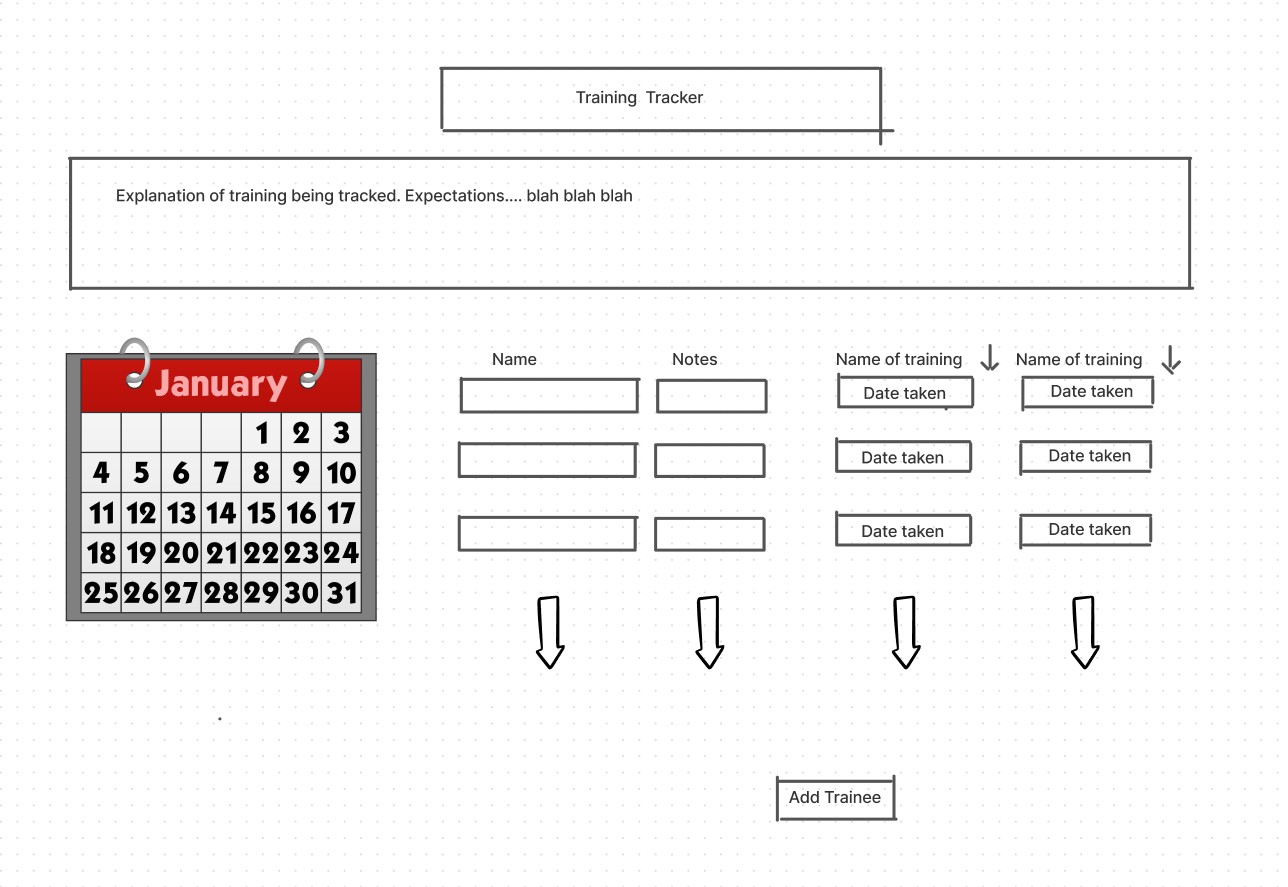 Training Tracker
Explanation of training being tracked. Expectations.... blah blah blah
January
1 2 3
4 5 6 7 8 9 10
11 12 13 14 15 16 17
18 19 20 21 22 23 24
25 26 27 28 29 30 31
Name Notes Name of training Name of training
Date taken Date taken
Date taken Date taken
Date taken Date taken
Add Trainee